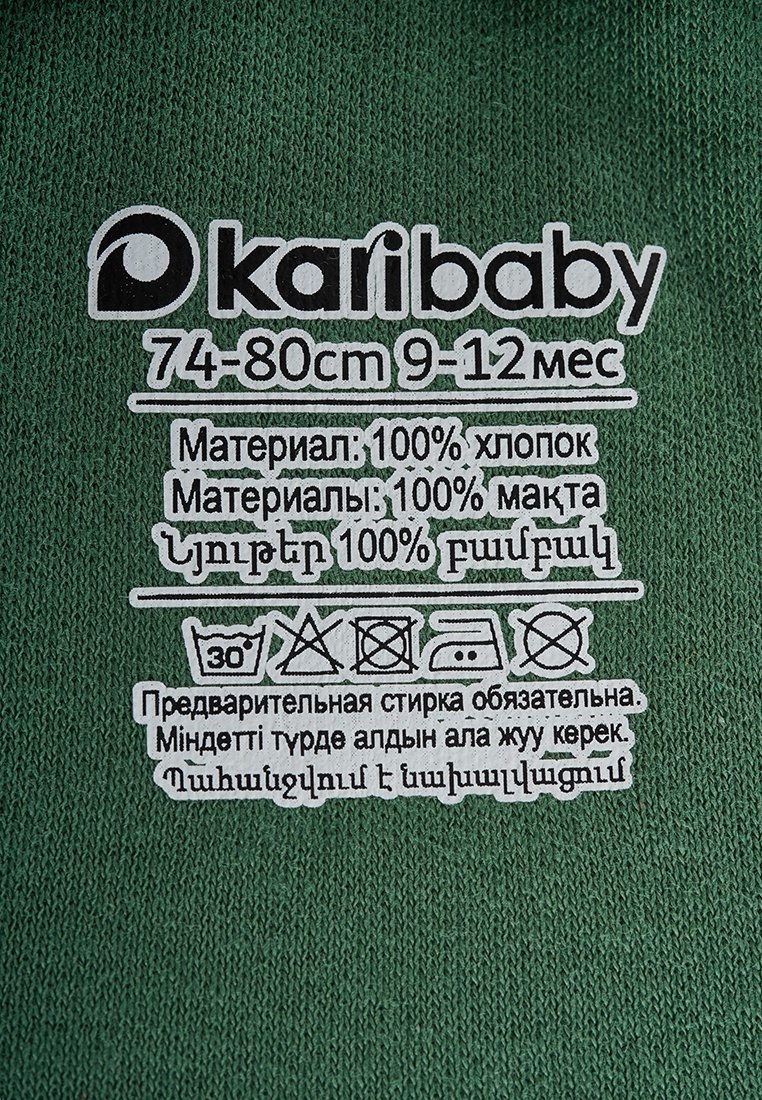 karibaby
74-80cm 9-12мес
Материал: 100% хлопок
Материалы: 100% мақта
Նյութեր 100% բամբակ
30°
Предварительная стирка обязательна.
Міндетті түрде алдын ала жуу керек.
Պահանջվում է նախալվացում